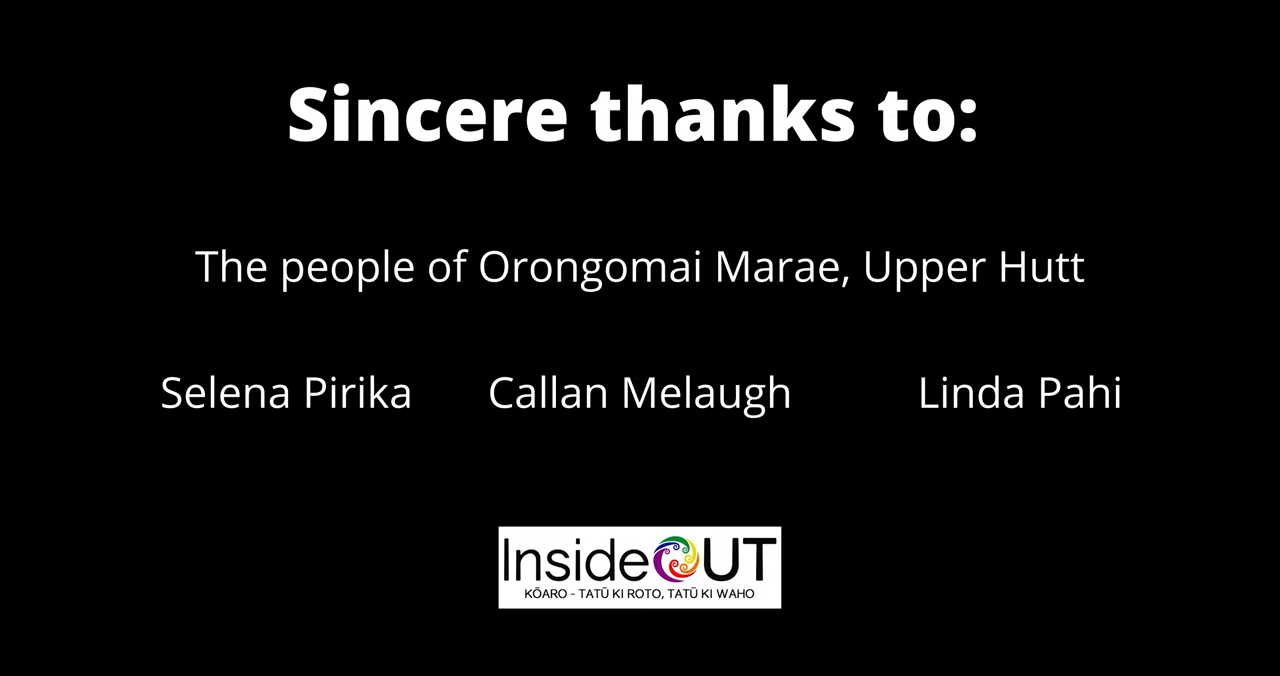 Sincere thanks to:
The people of Orongomai Marae, Upper Hutt
Selena Pirika Callan Melaugh Linda Pahi
InsideOUT
KŌARO - TATŪ KI ROTO, TATŪ KI WAHO